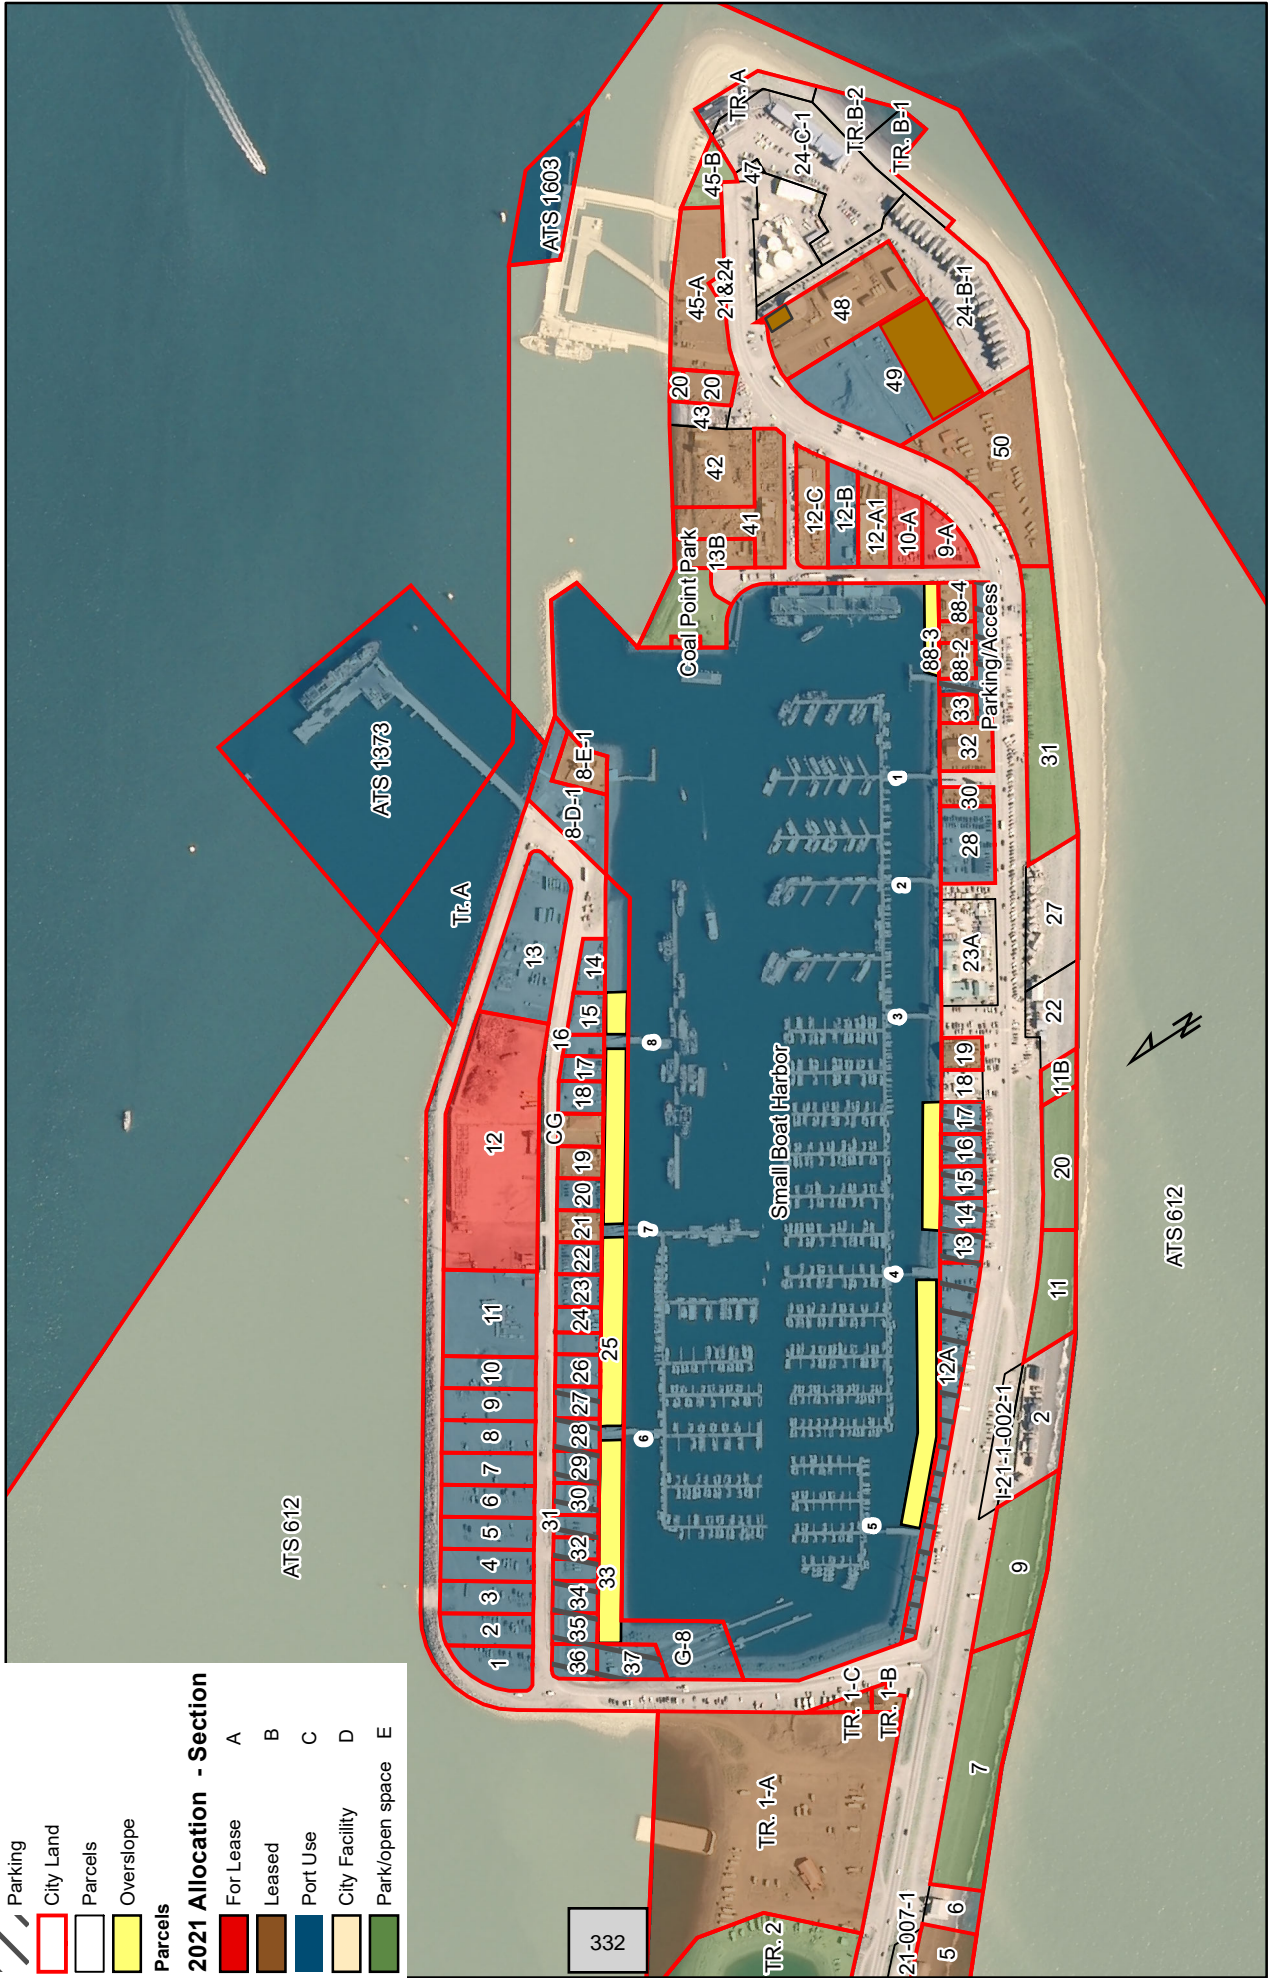 Parking
City Land
Parcels
Overslope
Parcels
2021 Allocation - Section
For Lease A
Leased B
Port Use C
City Facility D
Park/open space E
332
ATS 1603
ATS 1373
Tr. A
ATS 612
ATS 612
Small Boat Harbor
Coal Point Park
Parking/Access
TR. A
TR.B-2
TR. B-1
24-C-1
47
45-B
45-A
21&24
48
49
24-B-1
50
20
20
43
42
41
13B
12-C
12-B
12-A1
10-A
9-A
88-4
88-3
88-2
33
32
30
28
31
27
23A
22
19
18
11B
17
16
15
14
13
20
11
12A
I-21-1-002-1
2
9
7
6
5
21-007-1
TR. 1-C
TR. 1-B
TR. 1-A
TR. 2
8-E-1
8-D-1
13
14
15
16
17
18
CG
12
19
20
21
22
23
24
25
11
10
9
8
7
6
5
4
3
2
1
26
27
28
29
30
31
32
33
34
35
36
37
G-8
1
2
3
4
5
6
7
8
N